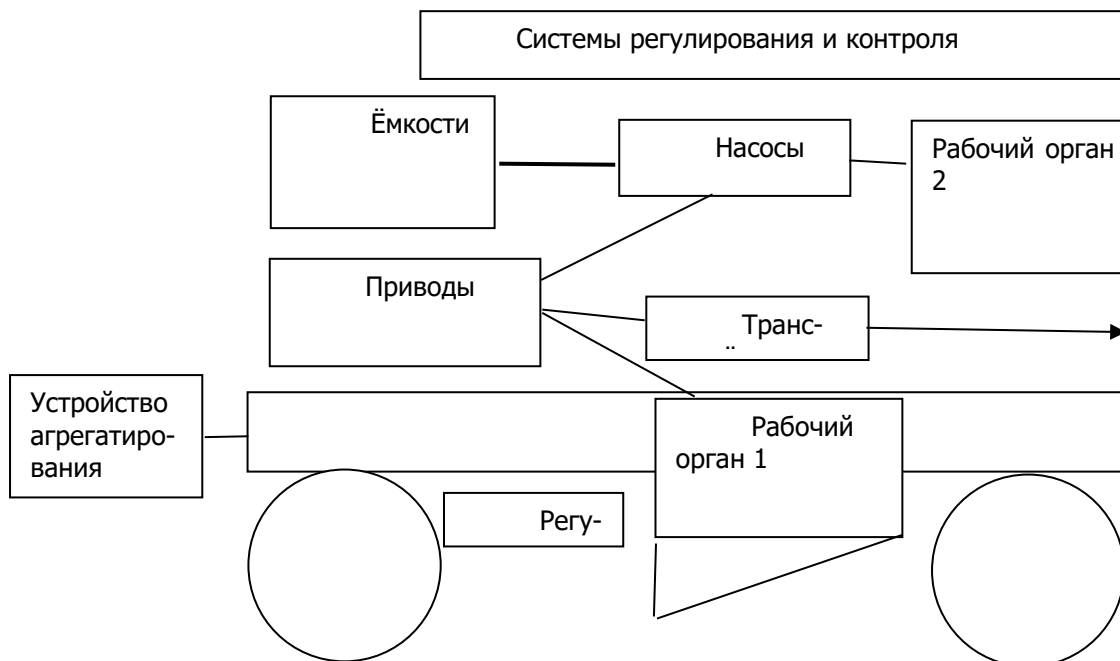 Системы регулирования и контроля
Ёмкости
Насосы
Рабочий орган
2
Приводы
Транс-
Устройство
агрегатиро-
вания
Рабочий
орган 1
Регу-